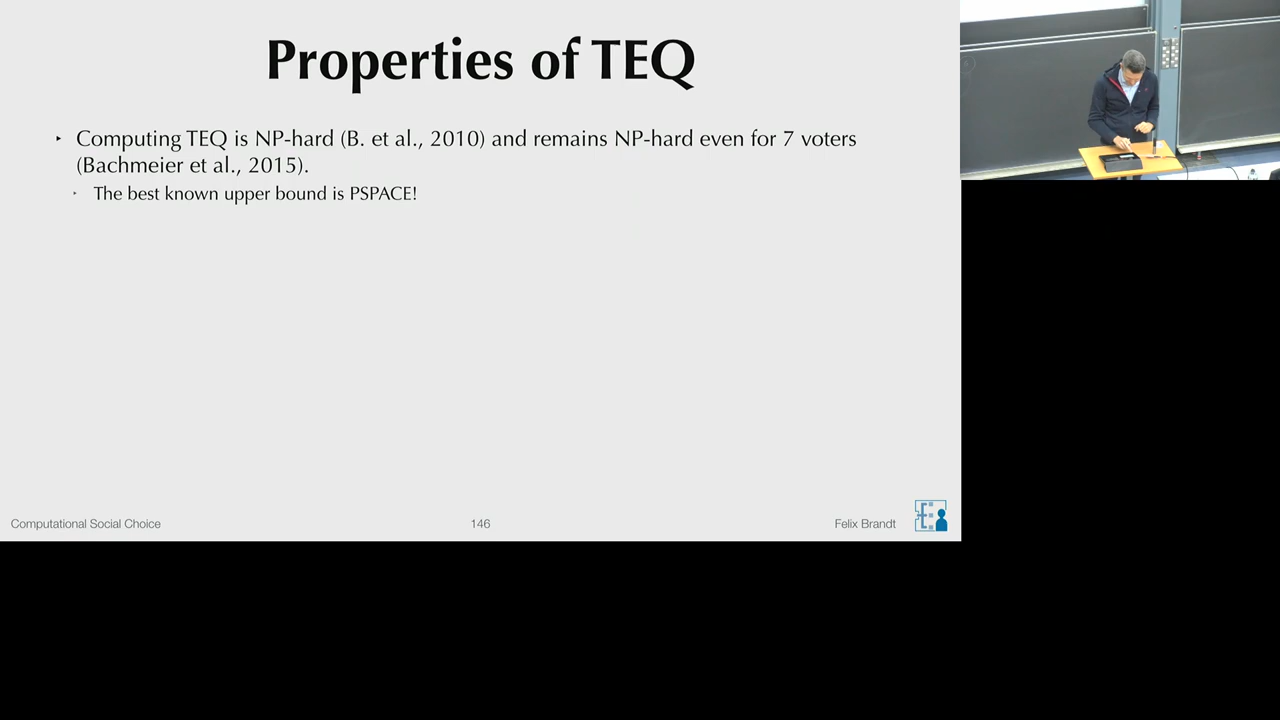 Properties of TEQ
‣ Computing TEQ is NP-hard (B. et al., 2010) and remains NP-hard even for 7 voters
(Bachmeier et al., 2015).
‣ The best known upper bound is PSPACE!
Computational Social Choice
146
Felix Brandt